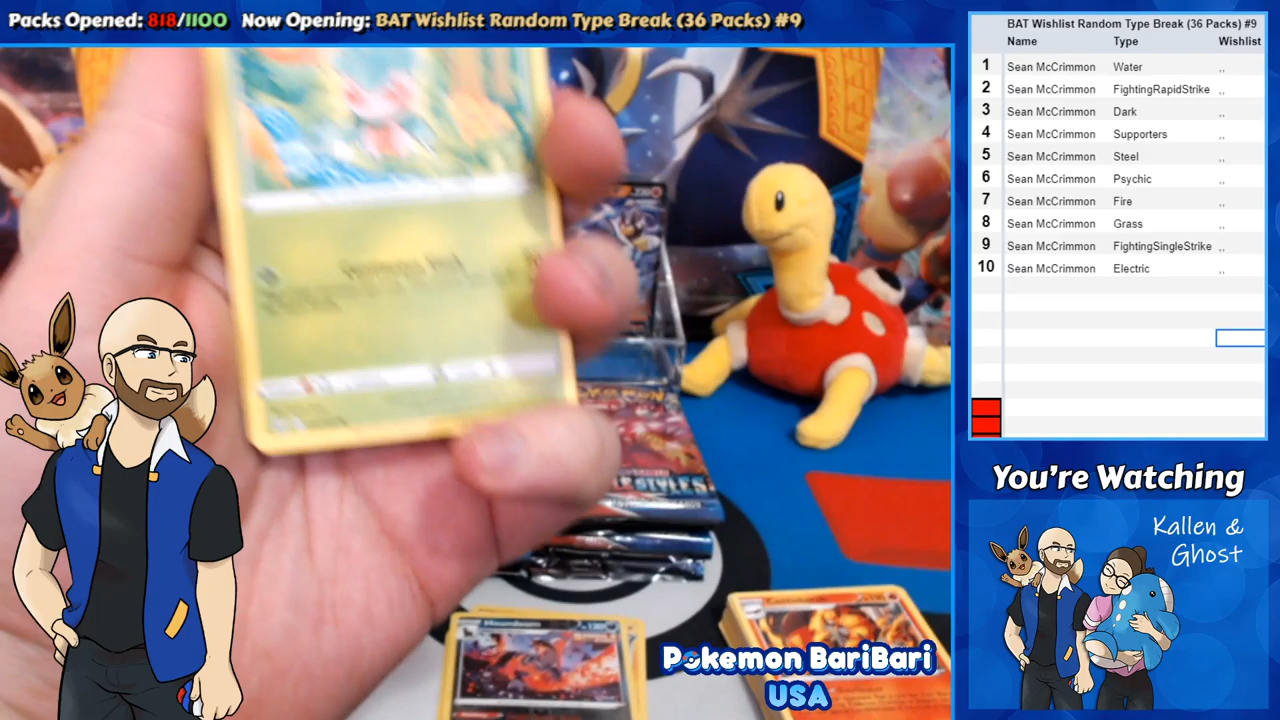 Packs Opened: 818/1100 Now Opening: BAT Wishlist Random Type Break (36 Packs) #9
BAT Wishlist Random Type Break (36 Packs) #9
Name Type Wishlist
1 Sean McCrimmon Water ,,
2 Sean McCrimmon FightingRapidStrike ,,
3 Sean McCrimmon Dark ,,
4 Sean McCrimmon Supporters ,,
5 Sean McCrimmon Steel ,,
6 Sean McCrimmon Psychic ,,
7 Sean McCrimmon Fire ,,
8 Sean McCrimmon Grass ,,
9 Sean McCrimmon FightingSingleStrike ,,
10 Sean McCrimmon Electric ,,
You're Watching
Kallen &
Ghost
Houndoom
Pokemon BariBari
USA